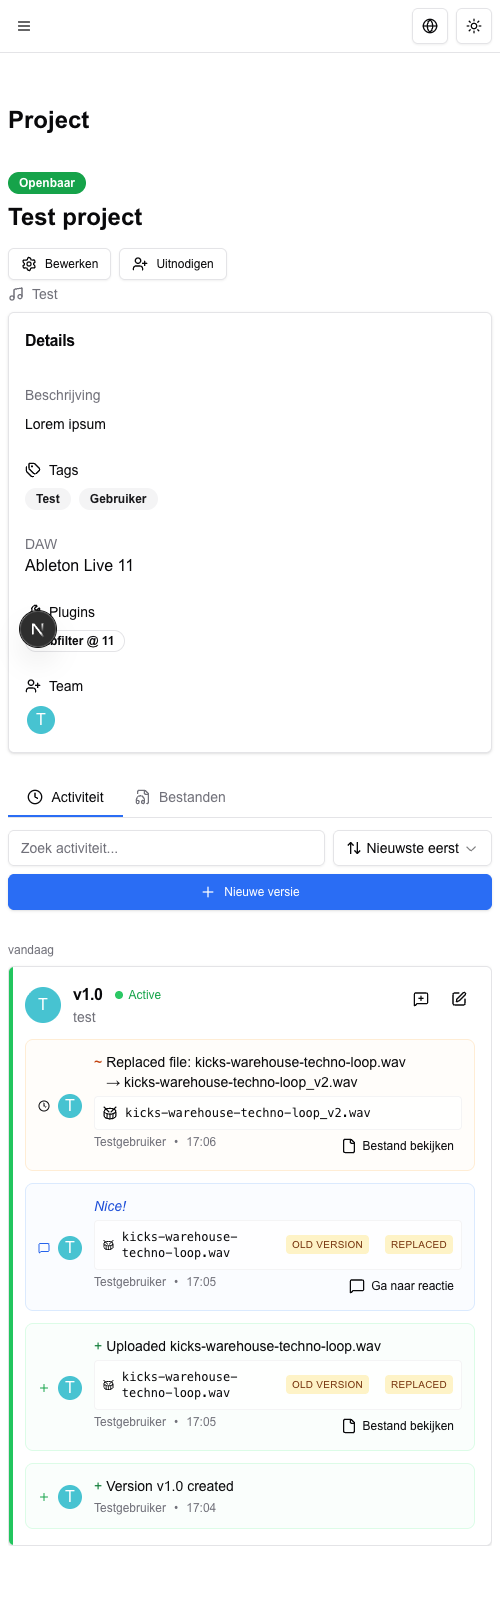 Project
Openbaar
Test project
Bewerken
Uitnodigen
Test
Details
Beschrijving
Lorem ipsum
Tags
Test
Gebruiker
DAW
Ableton Live 11
Plugins
N
filter @ 11
Team
T
Activiteit
Bestanden
Zoek activiteit...
Nieuwste eerst
Nieuwe versie
vandaag
T
v1.0
Active
test
~ Replaced file: kicks-warehouse-techno-loop.wav
→ kicks-warehouse-techno-loop_v2.wav
T
kicks-warehouse-techno-loop_v2.wav
Testgebruiker • 17:06
Bestand bekijken
Nice!
T
kicks-warehouse-
techno-loop.wav
OLD VERSION
REPLACED
Testgebruiker • 17:05
Ga naar reactie
+ Uploaded kicks-warehouse-techno-loop.wav
T
kicks-warehouse-
techno-loop.wav
OLD VERSION
REPLACED
Testgebruiker • 17:05
Bestand bekijken
+ Version v1.0 created
T
Testgebruiker • 17:04